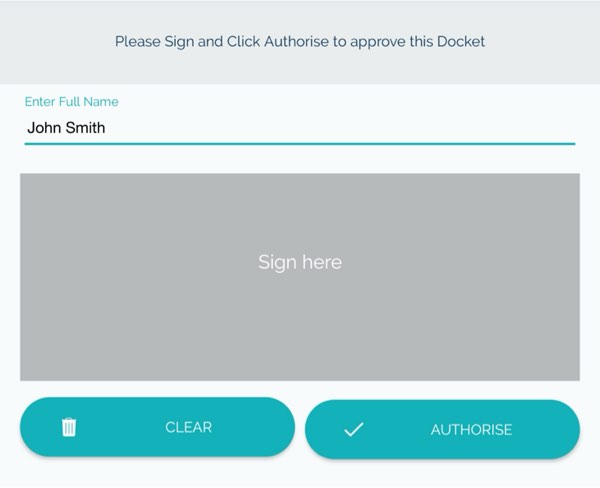 Please Sign and Click Authorise to approve this Docket
Enter Full Name
John Smith
Sign here
CLEAR
AUTHORISE